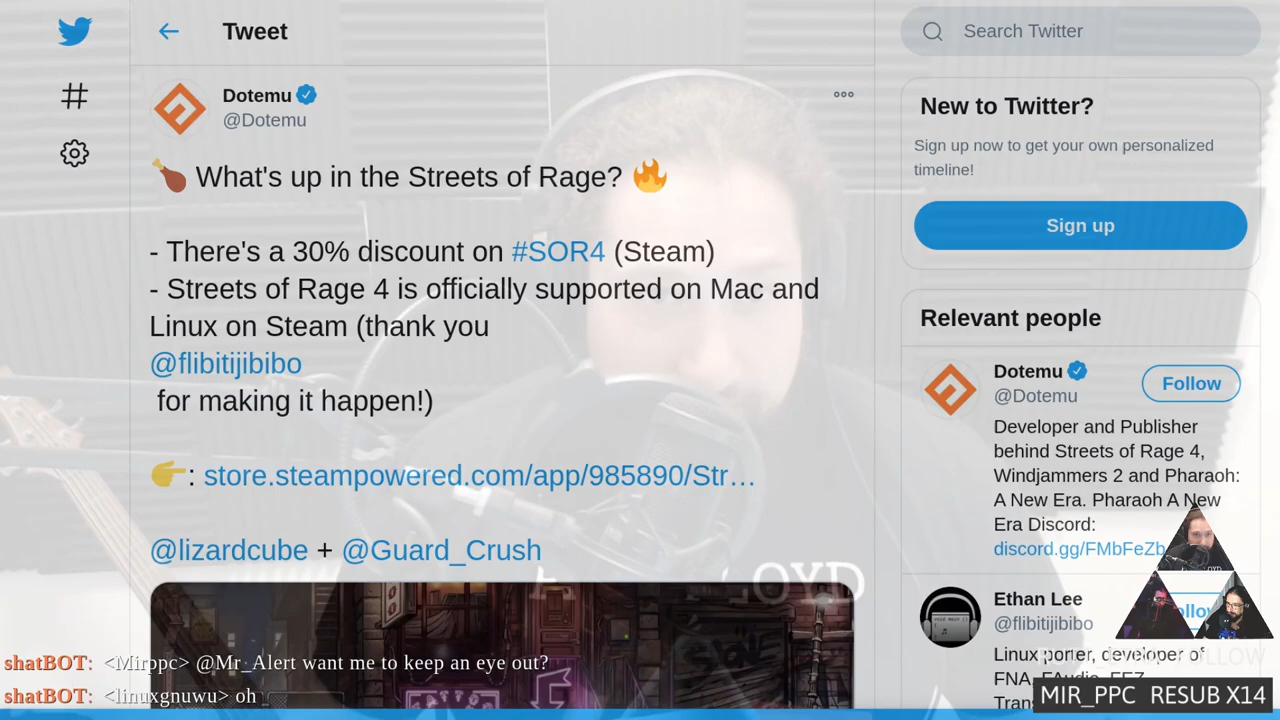 Tweet
Search Twitter
Dotemu
@Dotemu
🍗 What's up in the Streets of Rage? 🔥
- There's a 30% discount on #SOR4 (Steam)
- Streets of Rage 4 is officially supported on Mac and
Linux on Steam (thank you
@flibitijibibo
for making it happen!)
👉: store.steampowered.com/app/985890/Str…
@lizardcube + @Guard_Crush
New to Twitter?
Sign up now to get your own personalized
timeline!
Sign up
Relevant people
Dotemu
@Dotemu
Follow
Developer and Publisher
behind Streets of Rage 4,
Windjammers 2 and Pharaoh:
A New Era. Pharaoh A New
Era Discord:
discord.gg/FMbFeZb
Ethan Lee
@flibitijibibo
Linux porter, developer of
FNA, FAudio,
shatBOT: <Mirppc> @Mr_Alert want me to keep an eye out?
shatBOT: <linuxgnuwu> oh
MIR_PPC RESUB X14